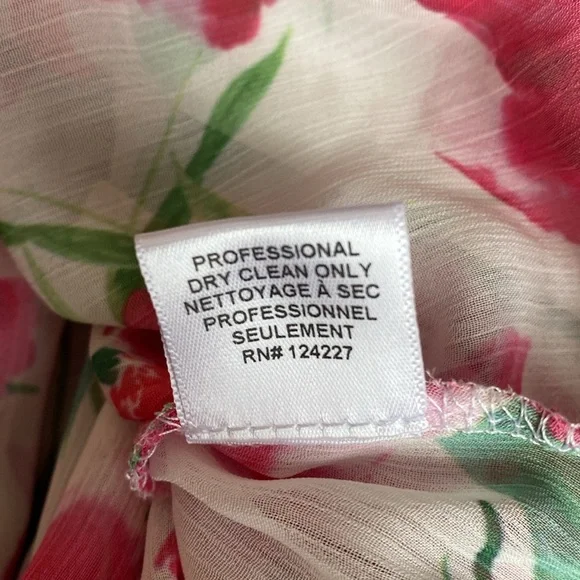 PROFESSIONAL
DRY CLEAN ONLY
NETTOYAGE À SEC
PROFESSIONNEL
SEULEMENT
RN# 124227